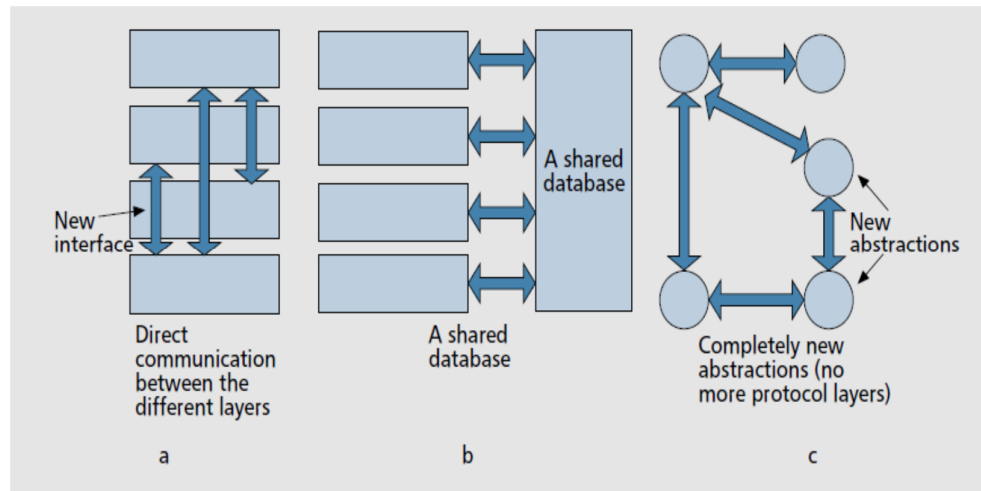 New
interface
Direct
communication
between the
different layers
a
A shared
database
A shared
database
b
New
abstractions
Completely new
abstractions (no
more protocol layers)
c